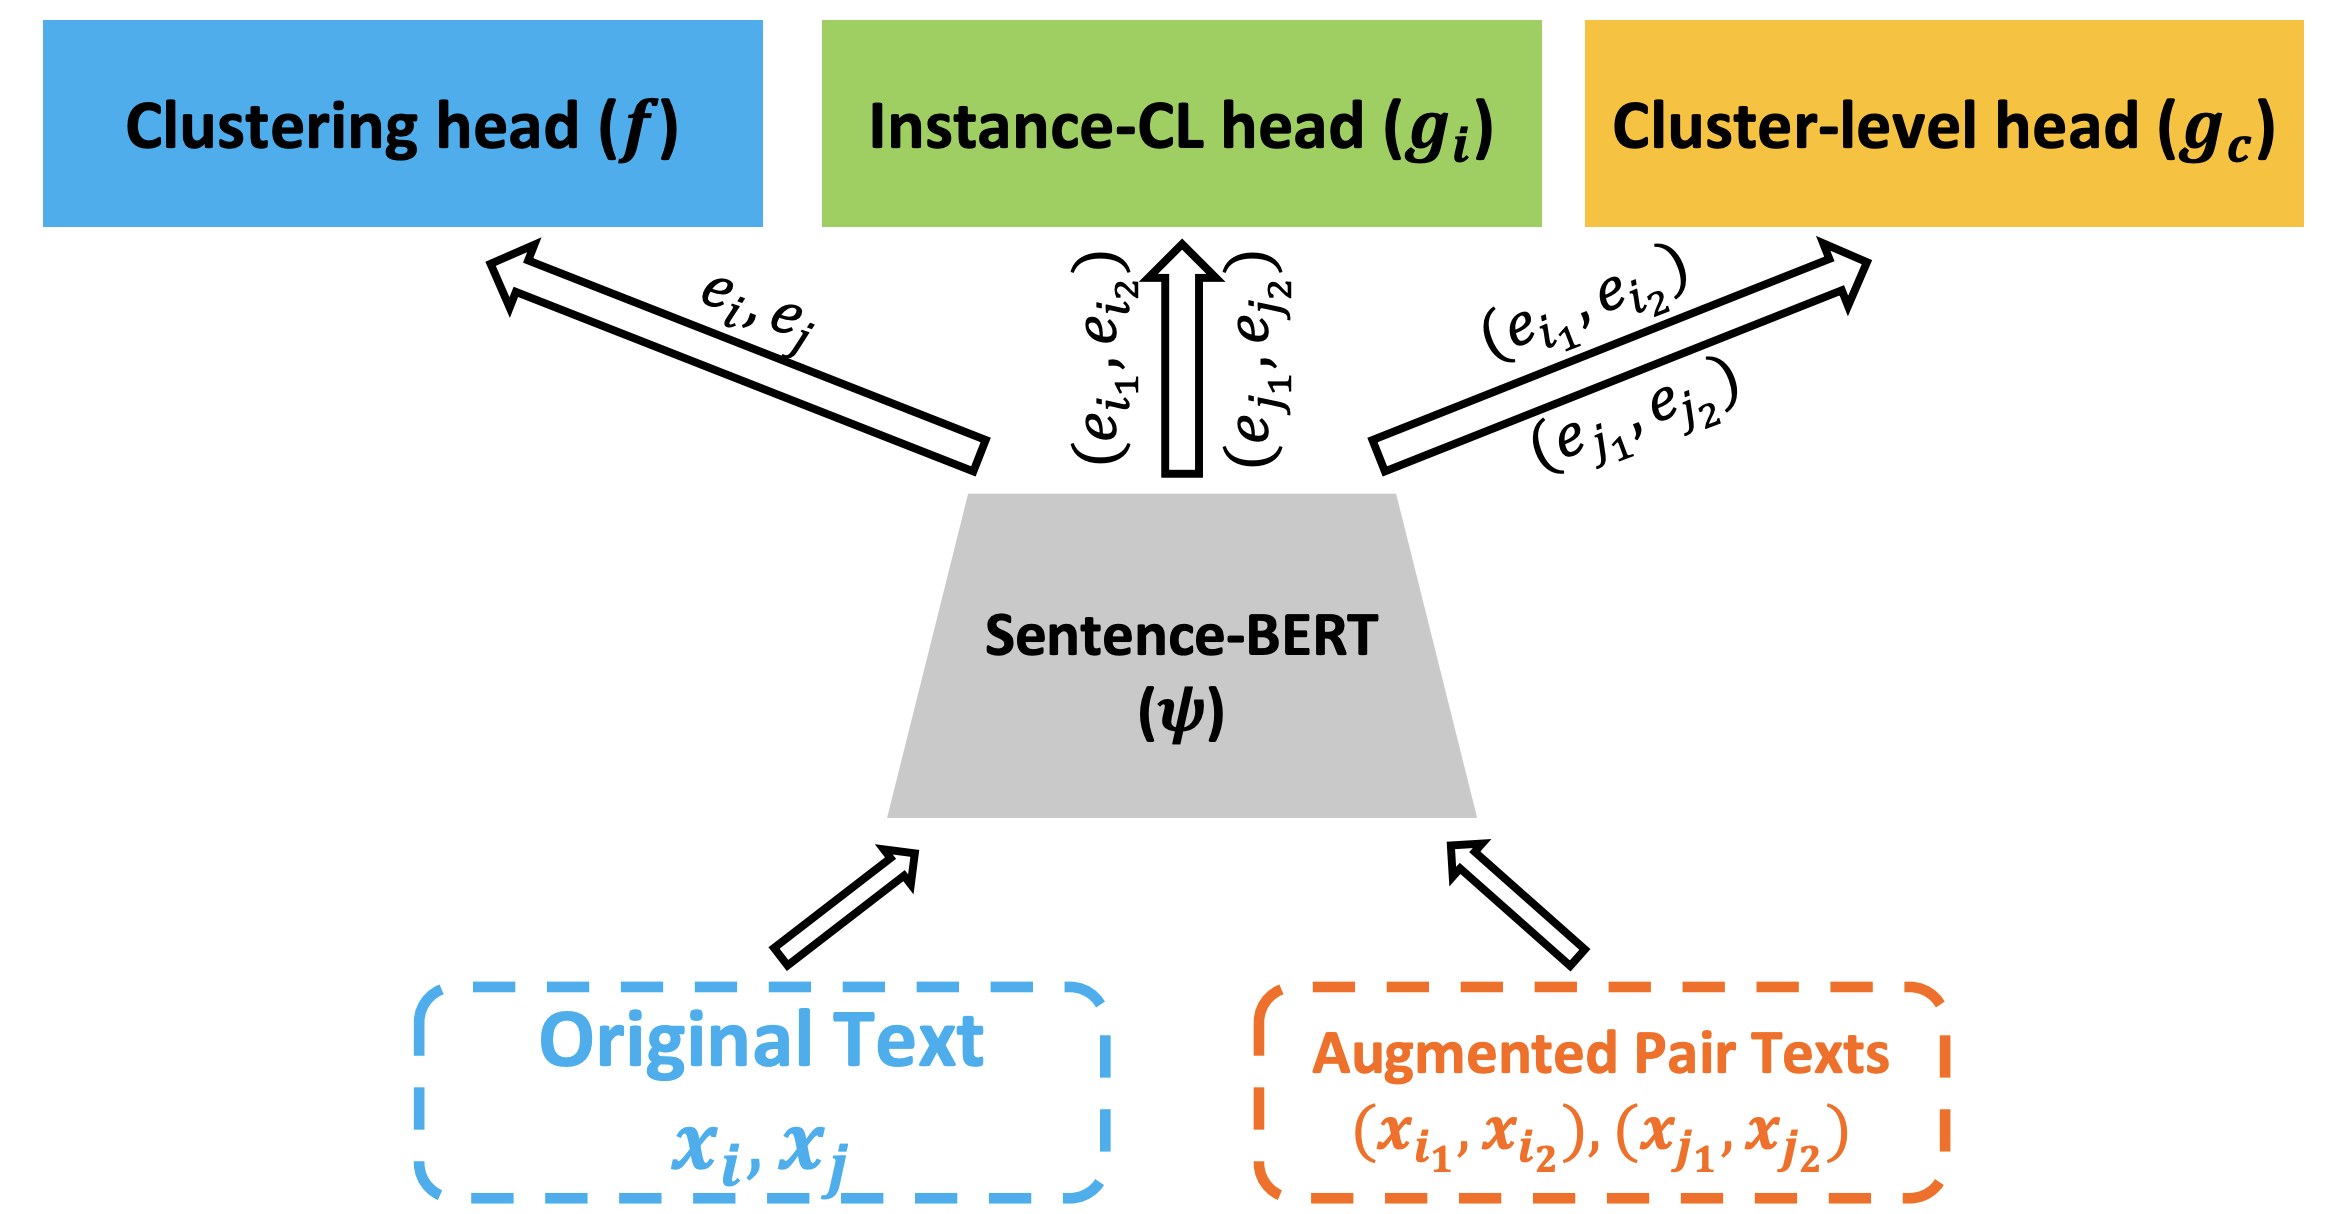 Clustering head (f)
Instance-CL head (g_i)
Cluster-level head (g_c)
e_i, e_j
(e_{i_1}, e_{i_2})
(e_{j_1}, e_{j_2})
(e_{i_1}, e_{i_2})
(e_{j_1}, e_{j_2})
Sentence-BERT
(ψ)
Original Text
x_i, x_j
Augmented Pair Texts
(x_{i_1}, x_{i_2}), (x_{j_1}, x_{j_2})